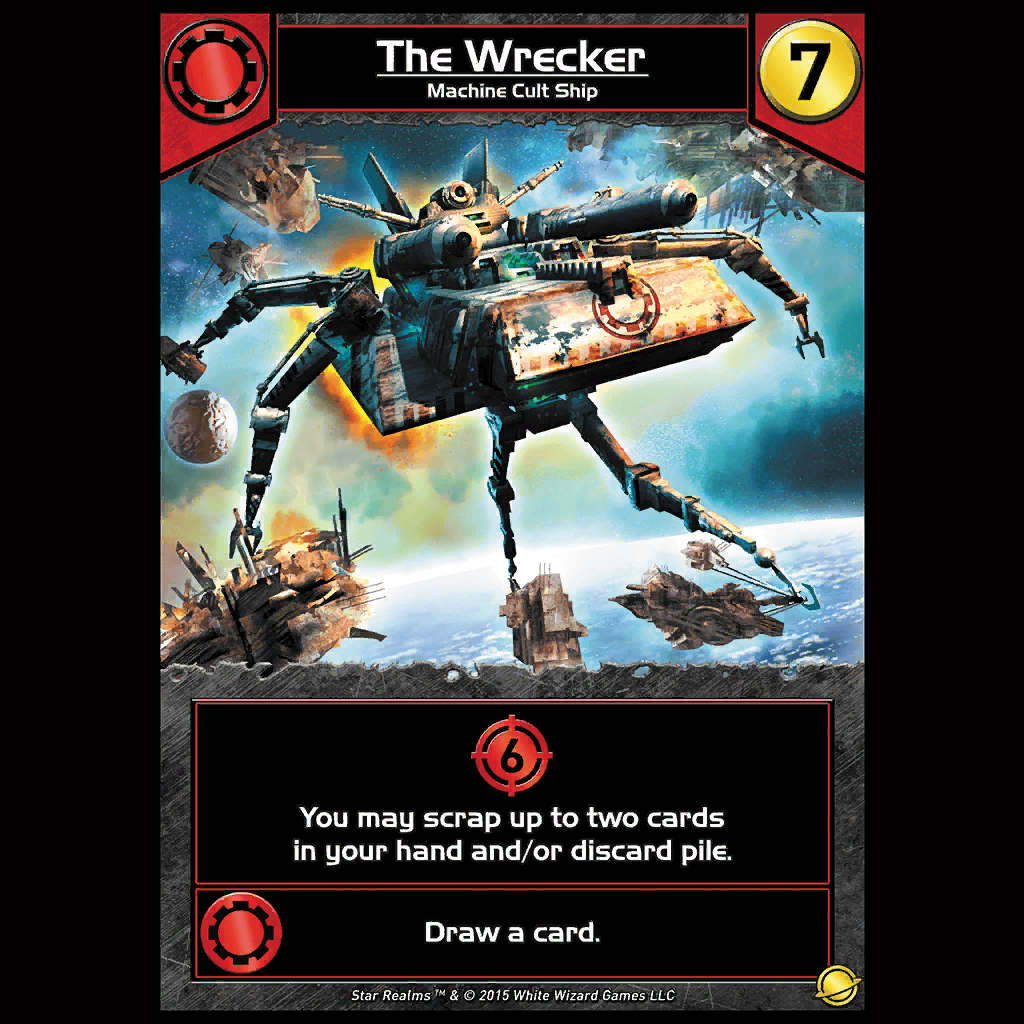 The Wrecker
7
Machine Cult Ship
6
You may scrap up to two cards
in your hand and/or discard pile.
Draw a card.
Star Realms™ & © 2015 White Wizard Games LLC